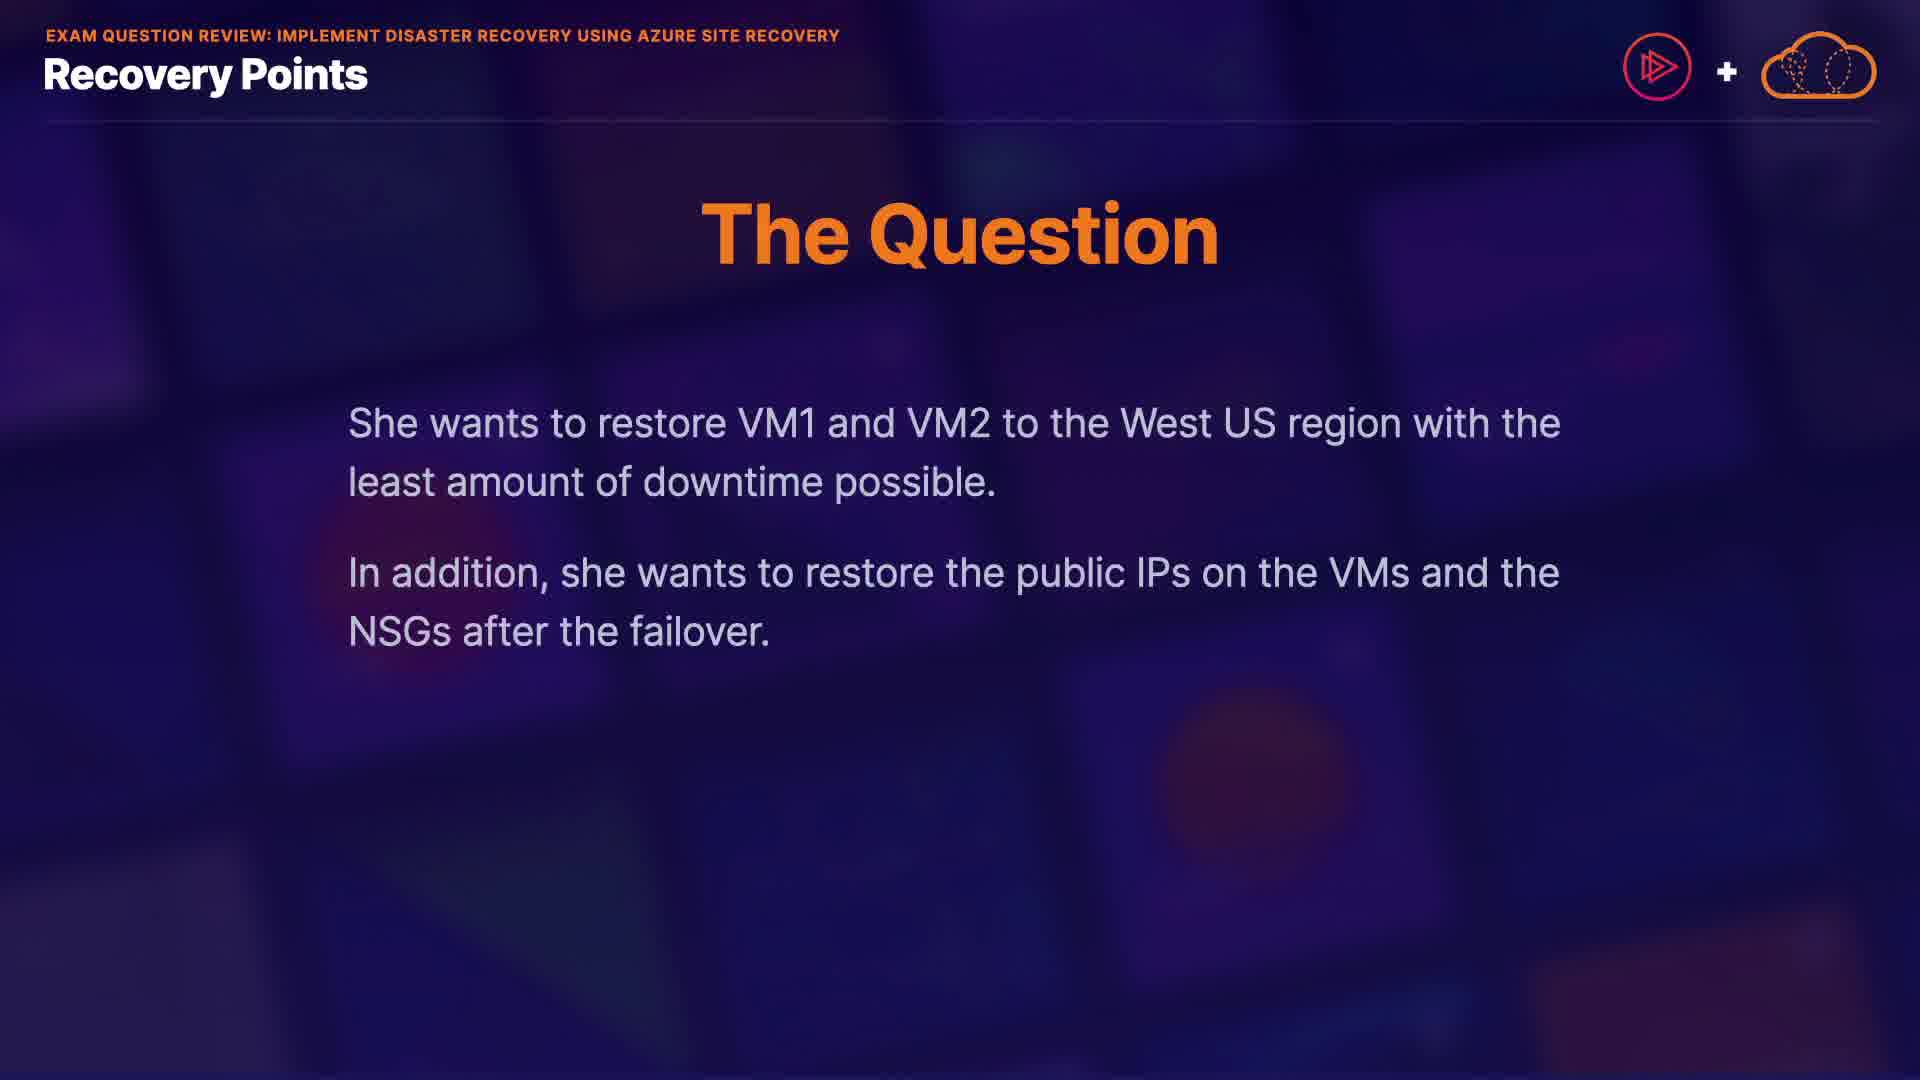 EXAM QUESTION REVIEW: IMPLEMENT DISASTER RECOVERY USING AZURE SITE RECOVERY
Recovery Points
+
The Question
She wants to restore VM1 and VM2 to the West US region with the
least amount of downtime possible.
In addition, she wants to restore the public IPs on the VMs and the
NSGs after the failover.